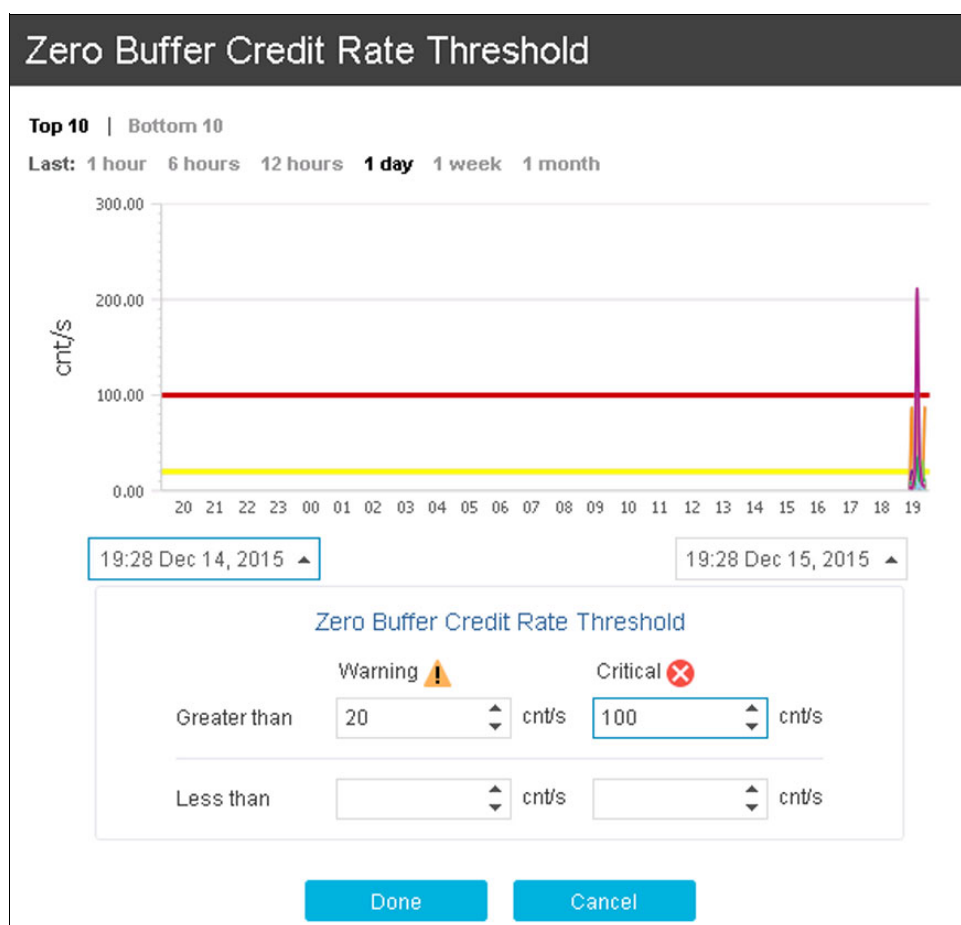 Zero Buffer Credit Rate Threshold
Top 10 | Bottom 10
Last: 1 hour 6 hours 12 hours 1 day 1 week 1 month
300.00
200.00
cnt/s
100.00
0.00
20 21 22 23 00 01 02 03 04 05 06 07 08 09 10 11 12 13 14 15 16 17 18 19
19:28 Dec 14, 2015 19:28 Dec 15, 2015
Zero Buffer Credit Rate Threshold
Warning Critical
Greater than 20 cnt/s 100 cnt/s
Less than cnt/s cnt/s
Done Cancel